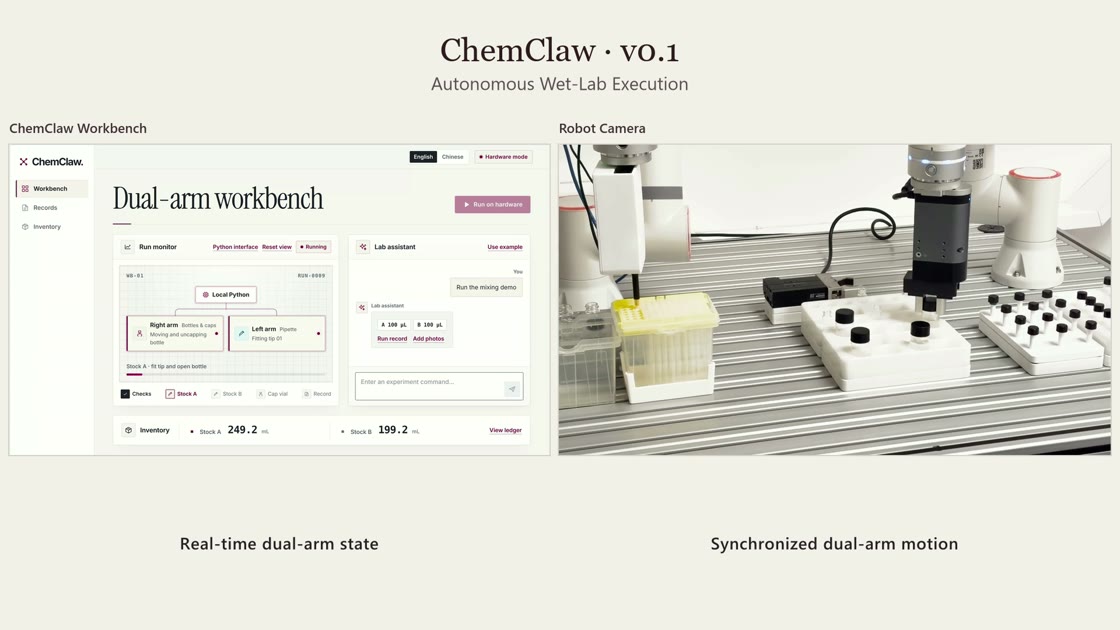 ChemClaw · v0.1
Autonomous Wet-Lab Execution
ChemClaw Workbench
ChemClaw.
Workbench
Records
Inventory
English
Chinese
Hardware mode
Dual-arm workbench
Run on hardware
Run monitor
Python interface
Reset view
Running
WB-01
RUN-0009
Local Python
Right arm Bottles & caps
Moving and uncapping
bottle
Left arm Pipette
Fitting tip 01
Stock A · fit tip and open bottle
Checks
Stock A
Stock B
Cap vial
Record
Lab assistant
Use example
You
Run the mixing demo
Lab assistant
A 100 μL
B 100 μL
Run record
Add photos
Enter an experiment command...
Inventory
Stock A 249.2 mL
Stock B 199.2 mL
View ledger
Robot Camera
Real-time dual-arm state
Synchronized dual-arm motion